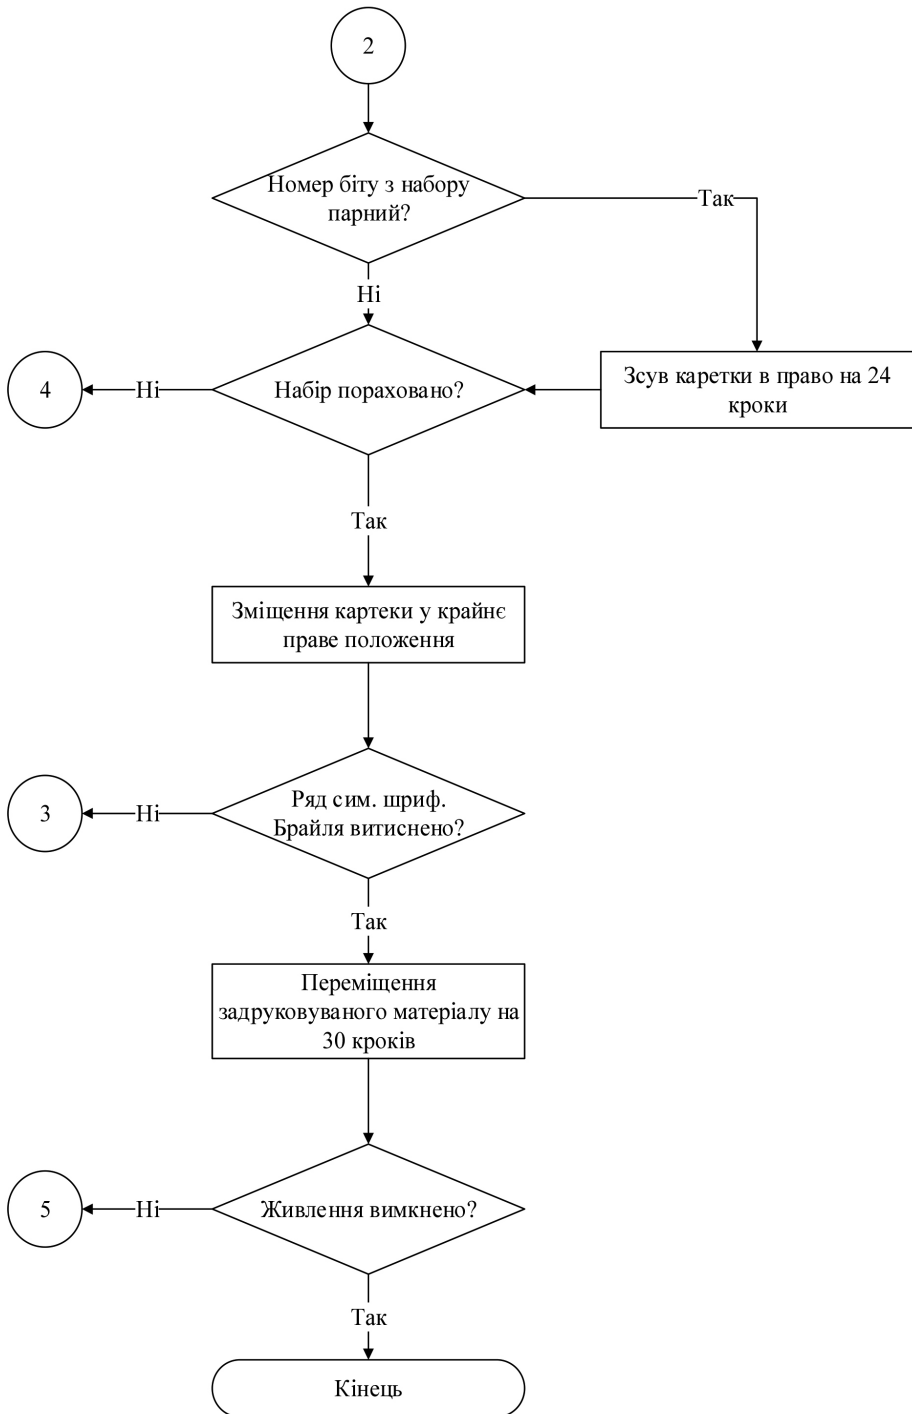 2
Номер біту з набору
парний?
Так
Ні
4
Ні
Набір пораховано?
Зсув каретки в право на 24
кроки
Так
Зміщення картеки у крайнє
праве положення
3
Ні
Ряд сим. шриф.
Брайля витиснено?
Так
Переміщення
задруковуваного матеріалу на
30 кроків
5
Ні
Живлення вимкнено?
Так
Кінець